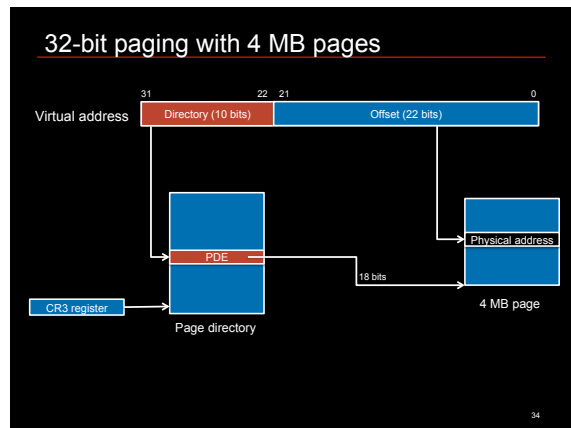 32-bit paging with 4 MB pages
31 22 21 0
Virtual address Directory (10 bits) Offset (22 bits)
Physical address
PDE
18 bits
4 MB page
CR3 register
Page directory
34